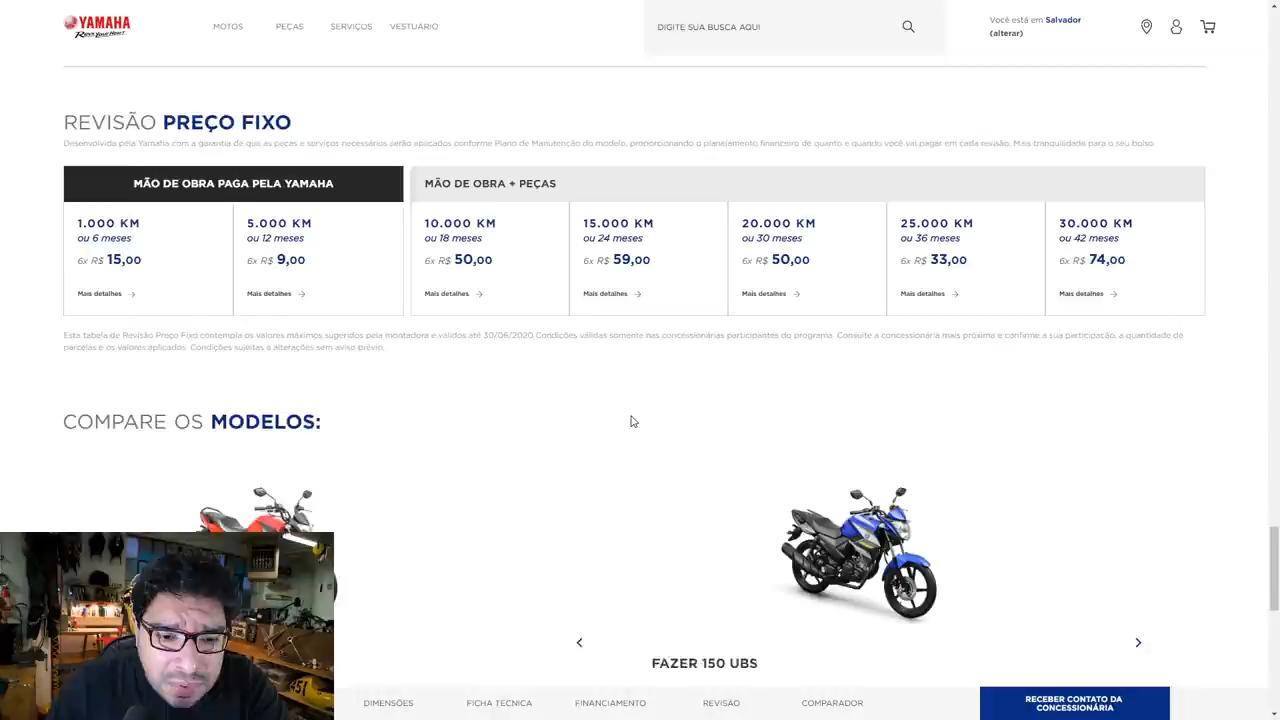 YAMAHA
Revs Your Heart
MOTOS
PEÇAS
SERVIÇOS
VESTUÁRIO
DIGITE SUA BUSCA AQUI
Você está em Salvador
(alterar)
REVISÃO PREÇO FIXO
Desenvolvida pela Yamaha com a garantia de que as peças e serviços necessários serão aplicados conforme Plano de Manutenção do modelo, proporcionando o planejamento financeiro de quanto e quando você vai pagar em cada revisão. Mais tranquilidade para o seu bolso.
MÃO DE OBRA PAGA PELA YAMAHA
MÃO DE OBRA + PEÇAS
1.000 KM
ou 6 meses
6x R$ 15,00
Mais detalhes
5.000 KM
ou 12 meses
6x R$ 9,00
Mais detalhes
10.000 KM
ou 18 meses
6x R$ 50,00
Mais detalhes
15.000 KM
ou 24 meses
6x R$ 59,00
Mais detalhes
20.000 KM
ou 30 meses
6x R$ 50,00
Mais detalhes
25.000 KM
ou 36 meses
6x R$ 33,00
Mais detalhes
30.000 KM
ou 42 meses
6x R$ 74,00
Mais detalhes
Esta tabela de Revisão Preço Fixo contempla os valores máximos sugeridos pela montadora e válidos até 30/06/2020. Condições válidas somente nas concessionárias participantes do programa. Consulte a concessionária mais próxima e confirme a sua participação, a quantidade de
parcelas e os valores aplicados. Condições sujeitas a alterações sem aviso prévio.
COMPARE OS MODELOS:
FAZER 150 UBS
DIMENSÕES
FICHA TÉCNICA
FINANCIAMENTO
REVISÃO
COMPARADOR
RECEBER CONTATO DA
CONCESSIONÁRIA